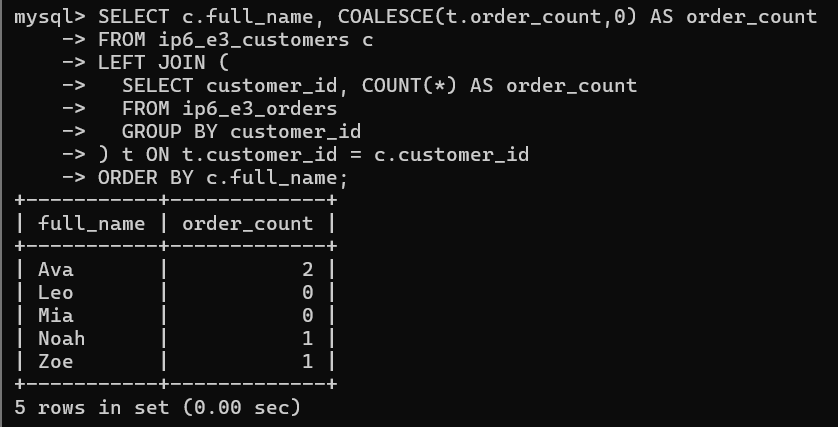 mysql> SELECT c.full_name, COALESCE(t.order_count,0) AS order_count
    -> FROM ip6_e3_customers c
    -> LEFT JOIN (
    ->   SELECT customer_id, COUNT(*) AS order_count
    ->   FROM ip6_e3_orders
    ->   GROUP BY customer_id
    -> ) t ON t.customer_id = c.customer_id
    -> ORDER BY c.full_name;
+-----------+-------------+
| full_name | order_count |
+-----------+-------------+
| Ava       |           2 |
| Leo       |           0 |
| Mia       |           0 |
| Noah      |           1 |
| Zoe       |           1 |
+-----------+-------------+
5 rows in set (0.00 sec)